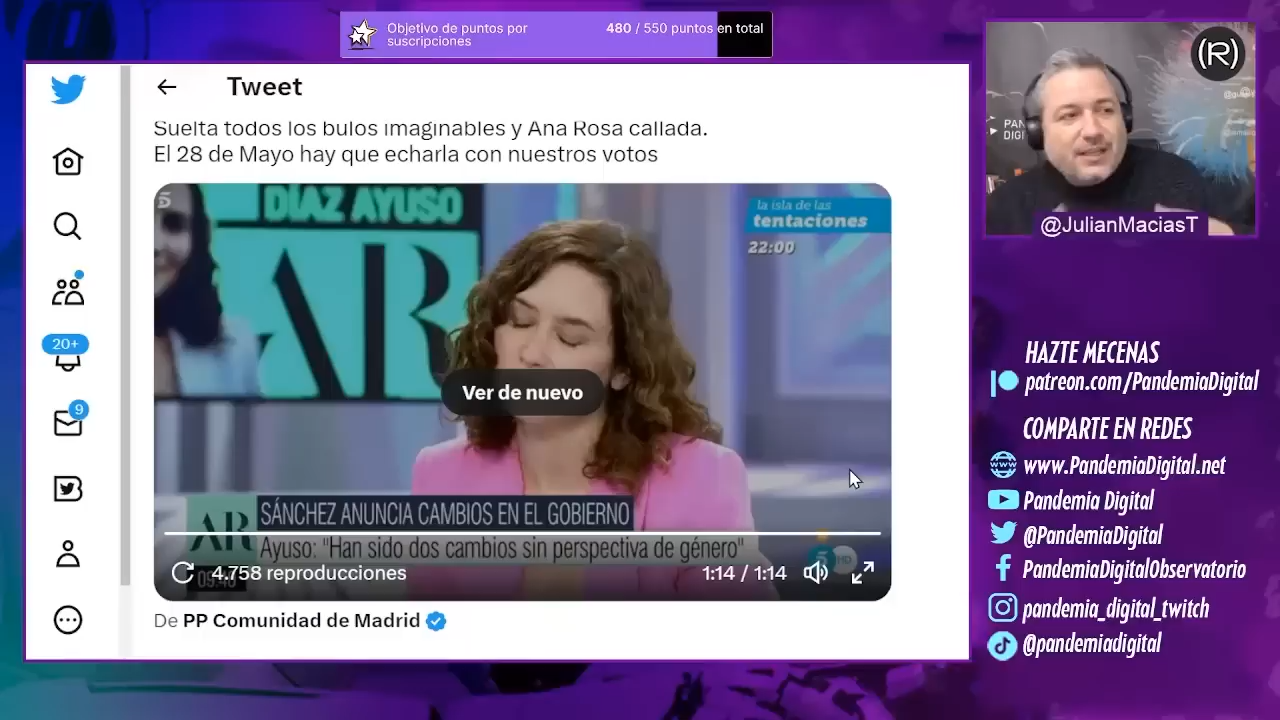 Objetivo de puntos por suscripciones
480 / 550 puntos en total
Tweet
Suelta todos los bulos imaginables y Ana Rosa callada.
El 28 de Mayo hay que echarla con nuestros votos
20+
9
DÍAZ AYUSO
AR
la isla de las
tentaciones
22:00
Ver de nuevo
AR
SÁNCHEZ ANUNCIA CAMBIOS EN EL GOBIERNO
Ayuso: "Han sido dos cambios sin perspectiva de género"
4.758 reproducciones
1:14 / 1:14
De PP Comunidad de Madrid
(R)
@JulianMaciasT
HAZTE MECENAS
patreon.com/PandemiaDigital
COMPARTE EN REDES
www.PandemiaDigital.net
Pandemia Digital
@PandemiaDigital
PandemiaDigitalObservatorio
pandemia_digital_twitch
@pandemiadigital